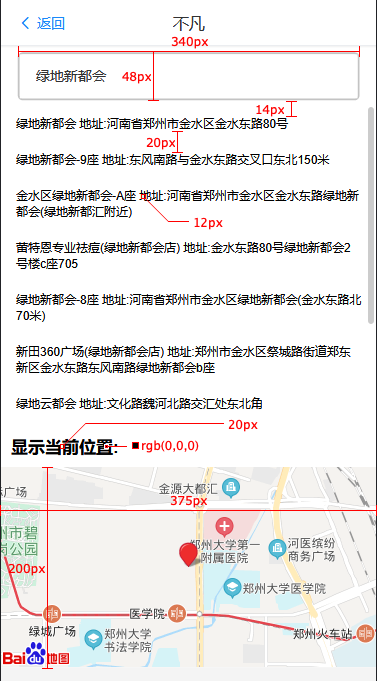 返回
不凡
340px
绿地新都会
48px
14px
绿地新都会 地址:河南省郑州市金水区金水东路80号
20px
绿地新都会-9座 地址:东风南路与金水东路交叉口东北150米
金水区绿地新都会-A座 地址:河南省郑州市金水区金水东路绿地新
都会(绿地新都汇附近)
12px
茵特恩专业祛痘(绿地新都会店) 地址:金水东路80号绿地新都会2
号楼c座705
绿地新都会-8座 地址:河南省郑州市金水区绿地新都会(金水东路北
70米)
新田360广场(绿地新都会店) 地址:郑州市金水区祭城路街道郑东
新区金水东路东风南路绿地新都会b座
绿地云都会 地址:文化路魏河北路交汇处东北角
20px
显示当前位置:
rgb(0,0,0)
广场
金源大都汇
375px
州市碧
岗公园
郑州大学第一
附属医院
河医缤纷
商务广场
200px
郑州大学医学院
医学院
绿城广场
郑州大学
书法学院
郑州火车站
Bai du 地图